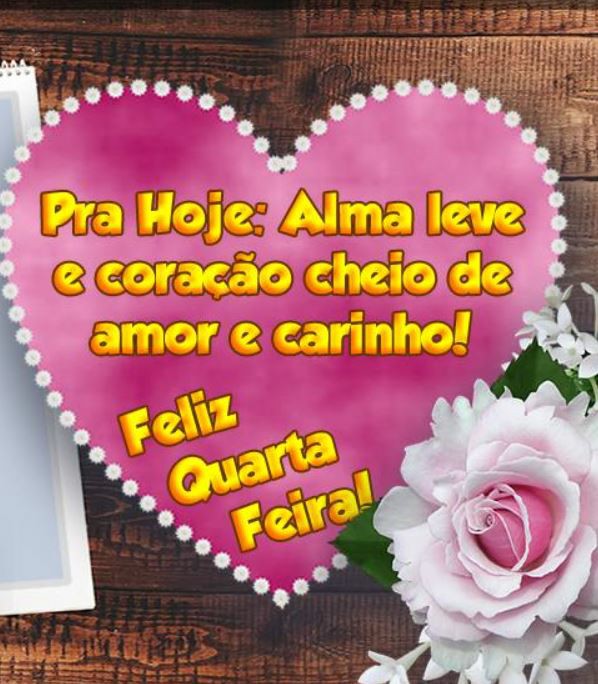 Pra Hoje: Alma leve
e coração cheio de
amor e carinho!
Feliz
Quarta
Feira!